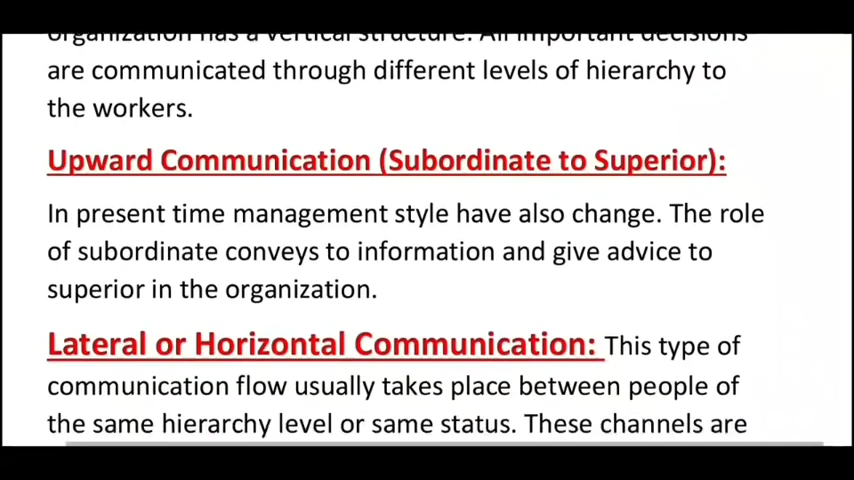 organization has a vertical structure. All important decisions
are communicated through different levels of hierarchy to
the workers.
Upward Communication (Subordinate to Superior):
In present time management style have also change. The role
of subordinate conveys to information and give advice to
superior in the organization.
Lateral or Horizontal Communication: This type of
communication flow usually takes place between people of
the same hierarchy level or same status. These channels are